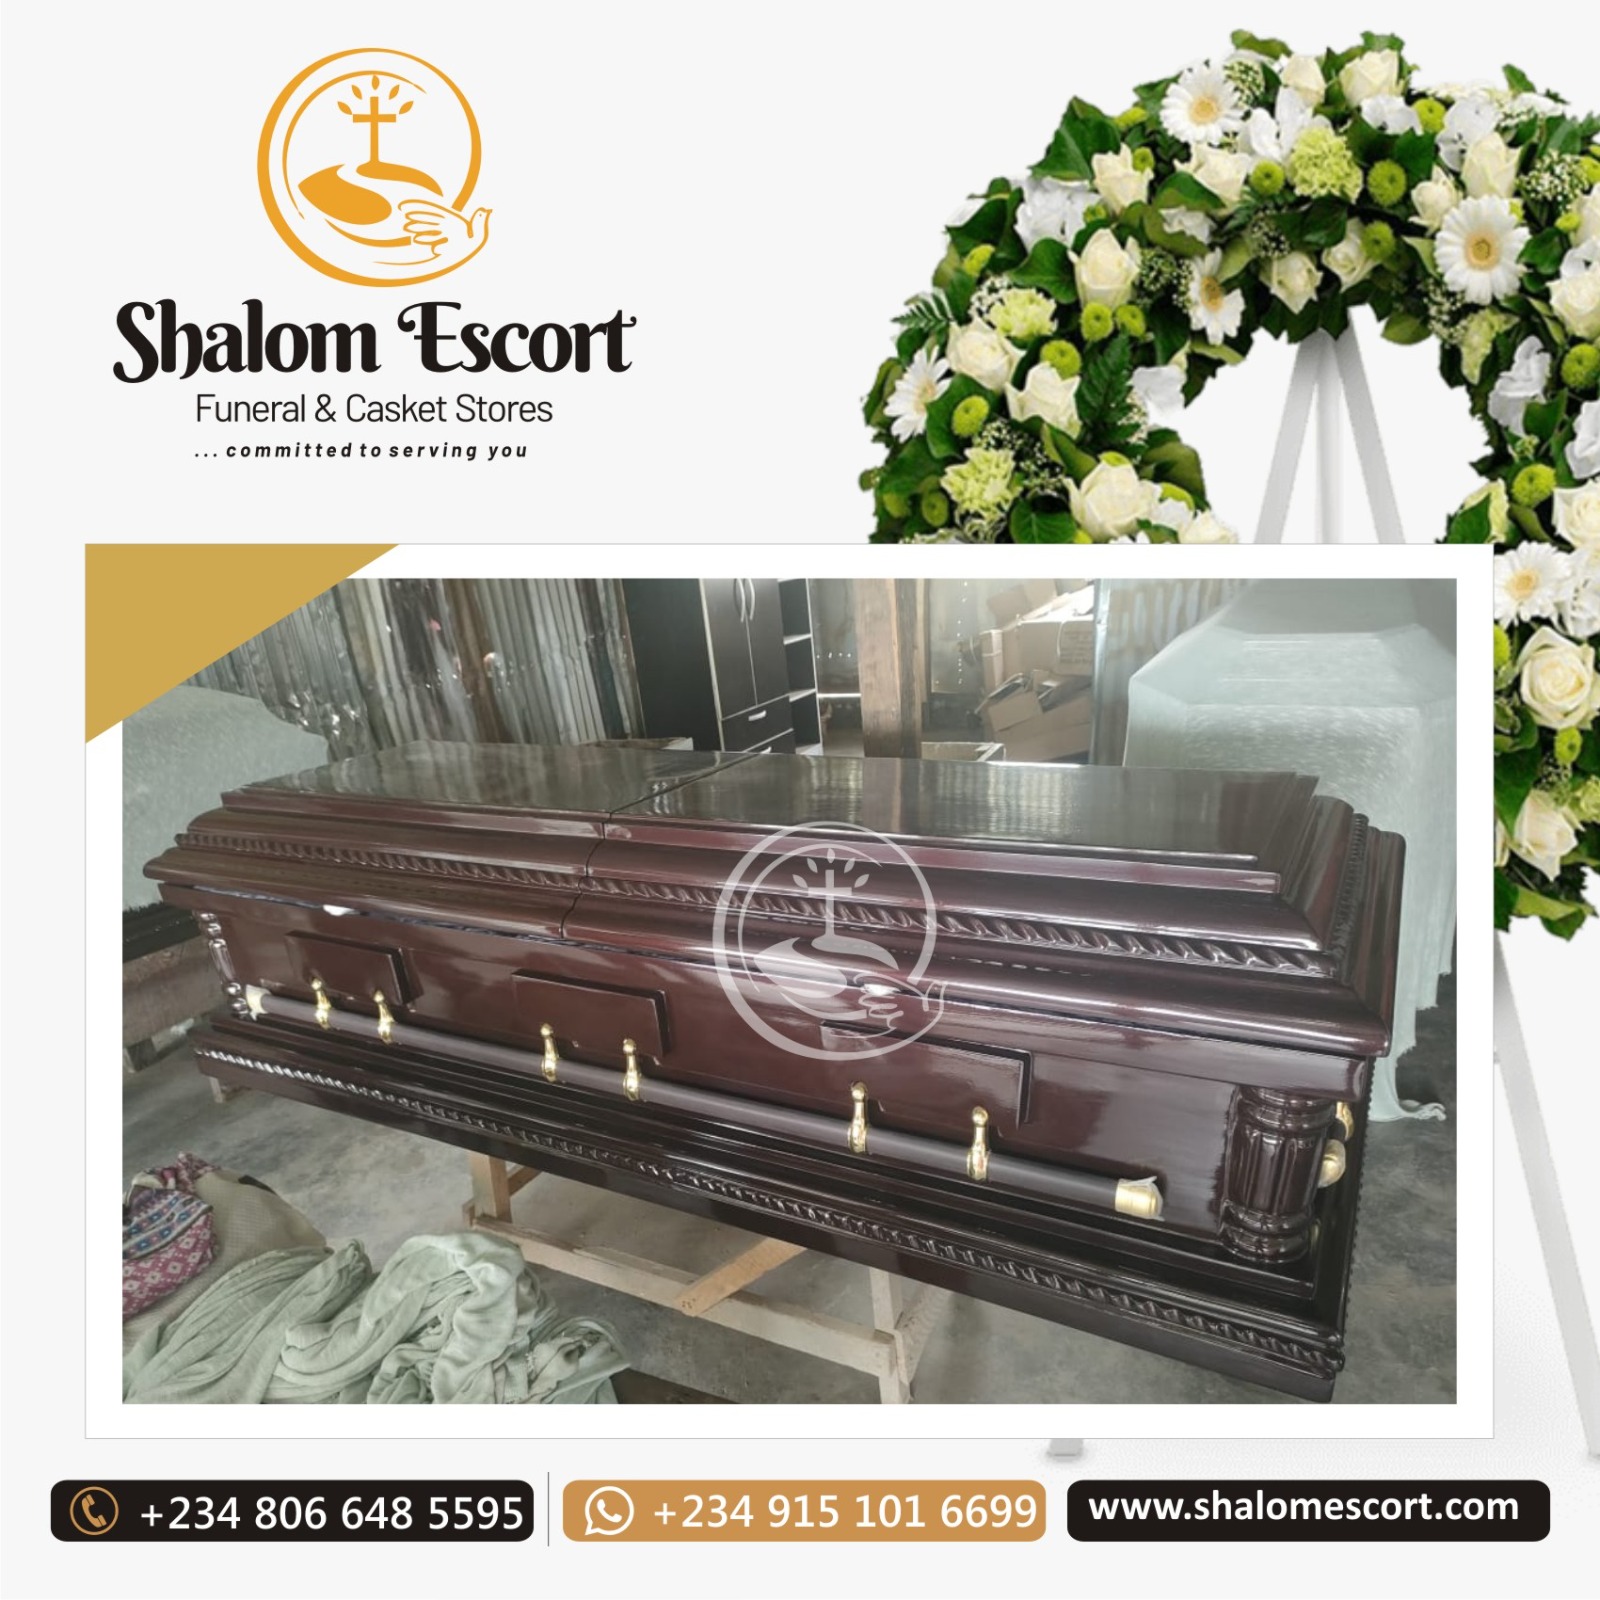 Shalom Escort
Funeral & Casket Stores
... committed to serving you
+234 806 648 5595
+234 915 101 6699
www.shalomescort.com